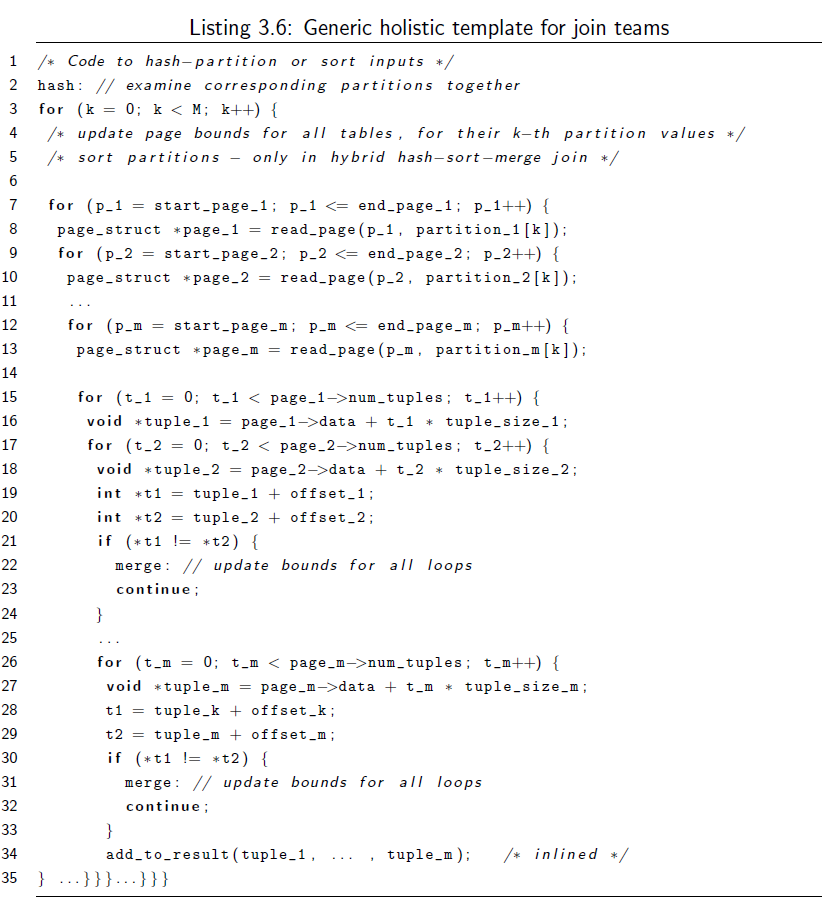 Listing 3.6: Generic holistic template for join teams
1 /* Code to hash-partition or sort inputs */
2 hash: // examine corresponding partitions together
3 for (k = 0; k < M; k++) {
4 /* update page bounds for all tables, for their k-th partition values */
5 /* sort partitions - only in hybrid hash-sort-merge join */
6
7 for (p_1 = start_page_1; p_1 <= end_page_1; p_1++) {
8 page_struct *page_1 = read_page(p_1, partition_1[k]);
9 for (p_2 = start_page_2; p_2 <= end_page_2; p_2++) {
10 page_struct *page_2 = read_page(p_2, partition_2[k]);
11 ...
12 for (p_m = start_page_m; p_m <= end_page_m; p_m++) {
13 page_struct *page_m = read_page(p_m, partition_m[k]);
14
15 for (t_1 = 0; t_1 < page_1->num_tuples; t_1++) {
16 void *tuple_1 = page_1->data + t_1 * tuple_size_1;
17 for (t_2 = 0; t_2 < page_2->num_tuples; t_2++) {
18 void *tuple_2 = page_2->data + t_2 * tuple_size_2;
19 int *t1 = tuple_1 + offset_1;
20 int *t2 = tuple_2 + offset_2;
21 if (*t1 != *t2) {
22 merge: // update bounds for all loops
23 continue;
24 }
25 ...
26 for (t_m = 0; t_m < page_m->num_tuples; t_m++) {
27 void *tuple_m = page_m->data + t_m * tuple_size_m;
28 t1 = tuple_k + offset_k;
29 t2 = tuple_m + offset_m;
30 if (*t1 != *t2) {
31 merge: // update bounds for all loops
32 continue;
33 }
34 add_to_result(tuple_1, ... , tuple_m); /* inlined */
35 } ...}}}...}}}